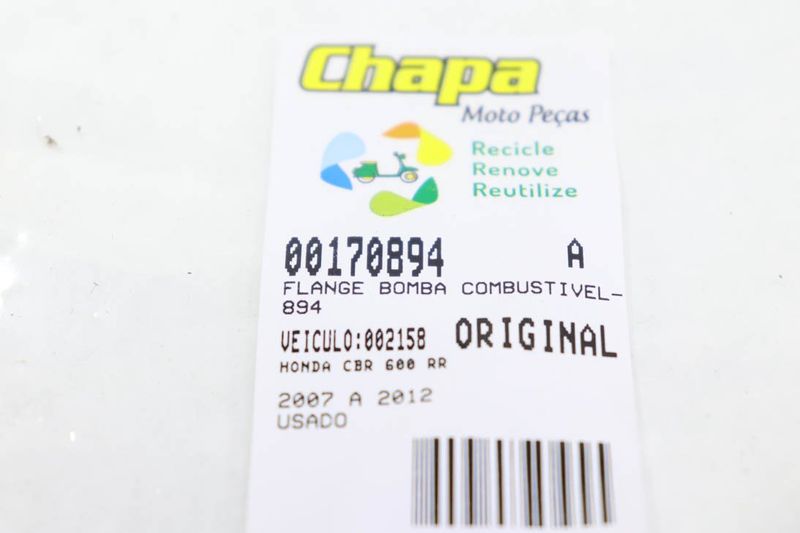 Chapa
Moto Peças
Recicle
Renove
Reutilize
00170894 A
FLANGE BOMBA COMBUSTIVEL-
894
VEICULO:002158 ORIGINAL
HONDA CBR 600 RR
2007 A 2012
USADO